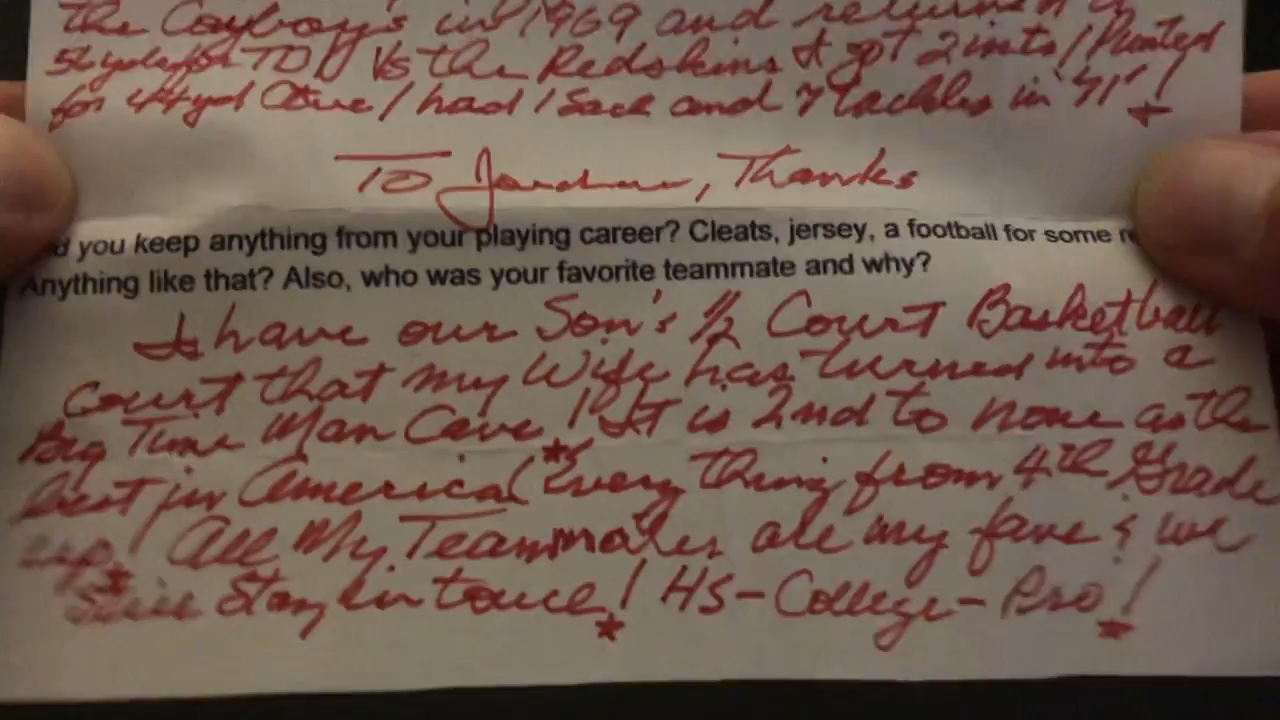 the Cowboy's in 1969 and returned
56 yds for TD Vs the Redskins & got 2 ints / Punted
for 44 yd Ave / had 1 Sack and 7 tackles in '71'!
To Jordan, Thanks
d you keep anything from your playing career? Cleats, jersey, a football for some r
Anything like that? Also, who was your favorite teammate and why?
I have our Son's 1/2 Court Basketball
court that my Wife has turned into a
Big Time Man Cave! It is 2nd to none as the
best in America! Every thing from 4th Grade
up! All My Teammates are my fave & we
Still Stay in touce! HS-College-Pro!